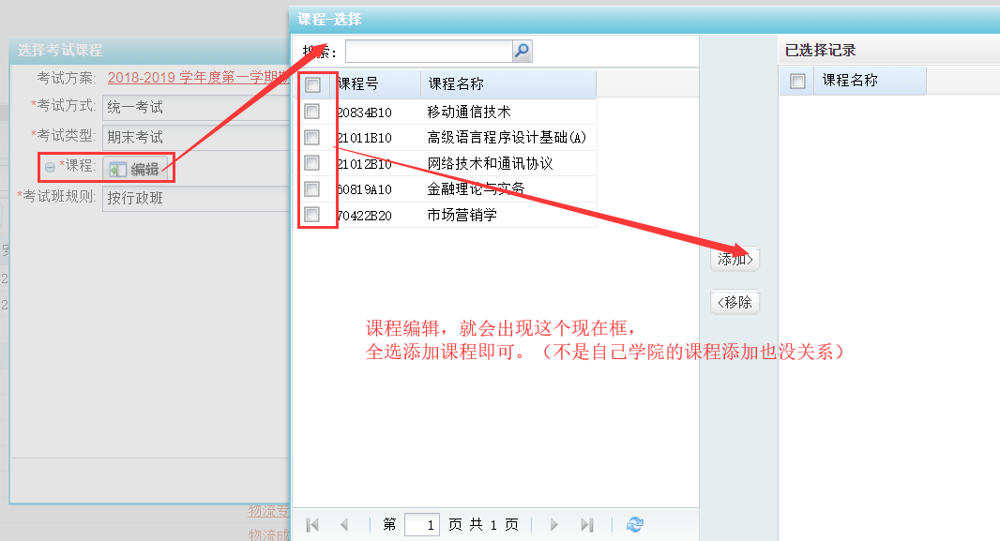 课程-选择
选择考试课程
考试方案: 2018-2019 学年度第一学期期
*考试方式: 统一考试
*考试类型: 期末考试
*课程: 编辑
*考试班规则: 按行政班
搜索:
课程号 课程名称
20834B10 移动通信技术
21011B10 高级语言程序设计基础(A)
21012B10 网络技术和通讯协议
60819A10 金融理论与实务
70422B20 市场营销学
已选择记录
课程名称
添加>
<移除
课程编辑，就会出现这个现在框，
全选添加课程即可。（不是自己学院的课程添加也没关系）
第 1 页 共 1 页
物流专
物流成